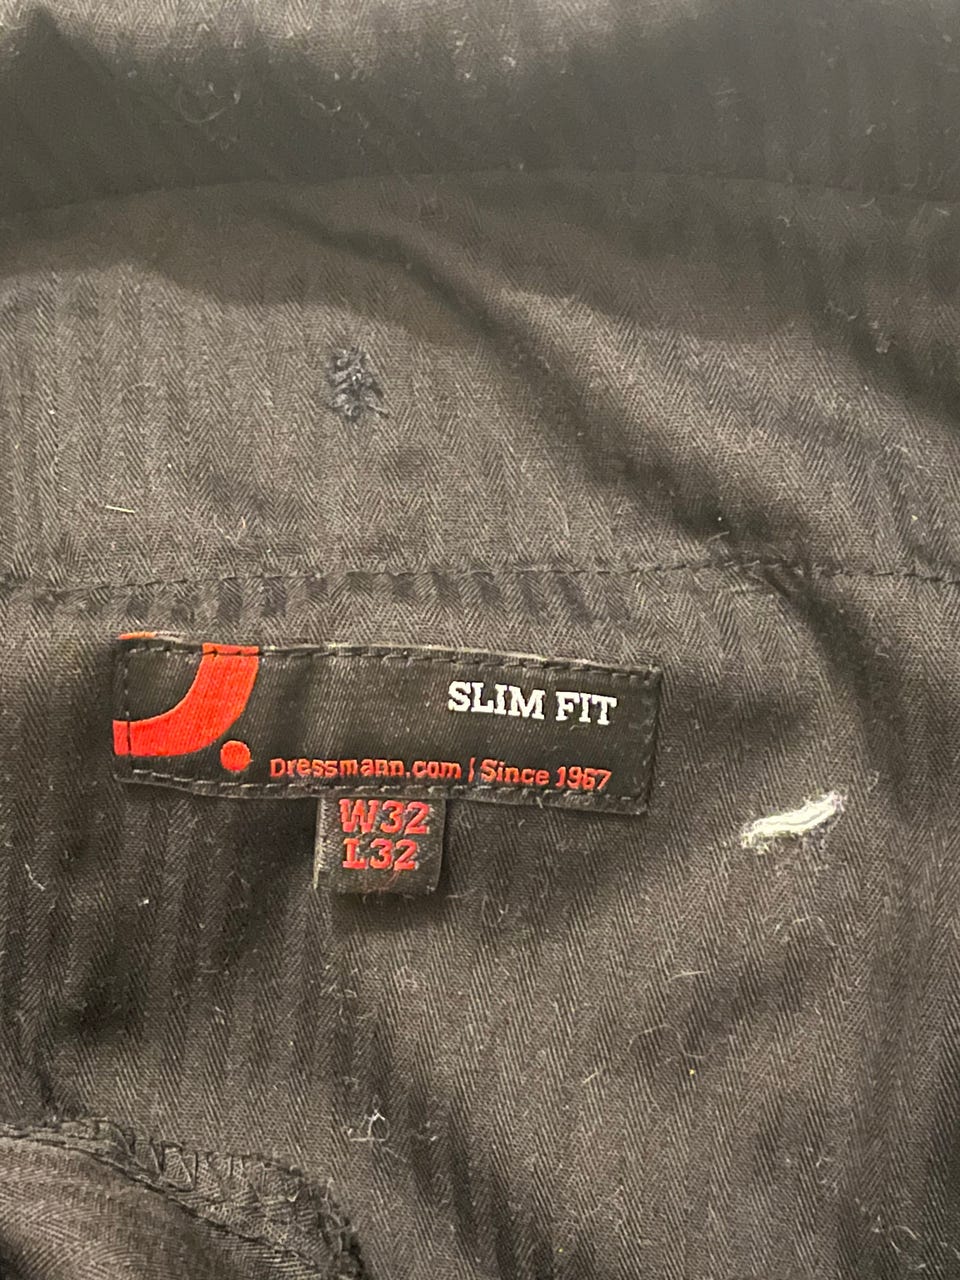 SLIM FIT
Dressmann.com | Since 1967
W32
L32